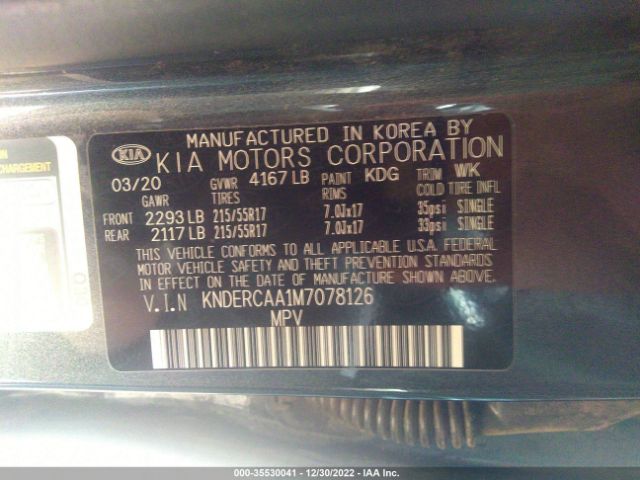 MANUFACTURED IN KOREA BY
KIA KIA MOTORS CORPORATION
03/20 GVWR 4167 LB PAINT KDG TRIM WK
GAWR TIRES RIMS COLD TIRE INFL
FRONT 2293 LB 215/55R17 7.0Jx17 35psi SINGLE
REAR 2117 LB 215/55R17 7.0Jx17 33psi SINGLE
THIS VEHICLE CONFORMS TO ALL APPLICABLE U.S.A. FEDERAL
MOTOR VEHICLE SAFETY AND THEFT PREVENTION STANDARDS
IN EFFECT ON THE DATE OF MANUFACTURE SHOWN ABOVE.
V.I.N KNDERCAA1M7078126
MPV
CHARGEMENT
000-35530041 - 12/30/2022 - IAA Inc.